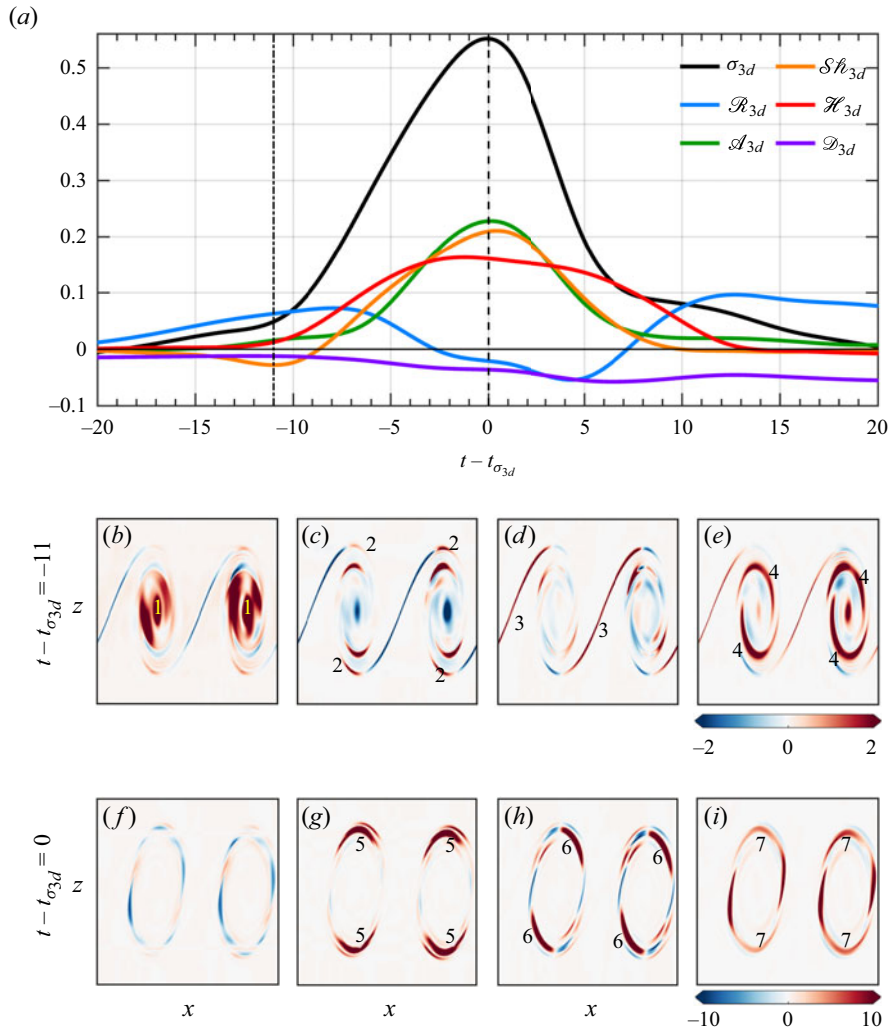 (a)
0.5
0.4
0.3
0.2
0.1
0
–0.1
σ3d
𝒮𝒽3d
ℛ3d
ℋ3d
𝒜3d
𝒟3d
–20 –15 –10 –5 0 5 10 15 20
t – tσ3d
t – tσ3d = –11
z
(b) 1 1
(c) 2 2 2 2
(d) 3 3
(e) 4 4 4 4
–2 0 2
t – tσ3d = 0
z
(f)
(g) 5 5 5 5
(h) 6 6 6 6
(i) 7 7 7 7
x x x
–10 0 10